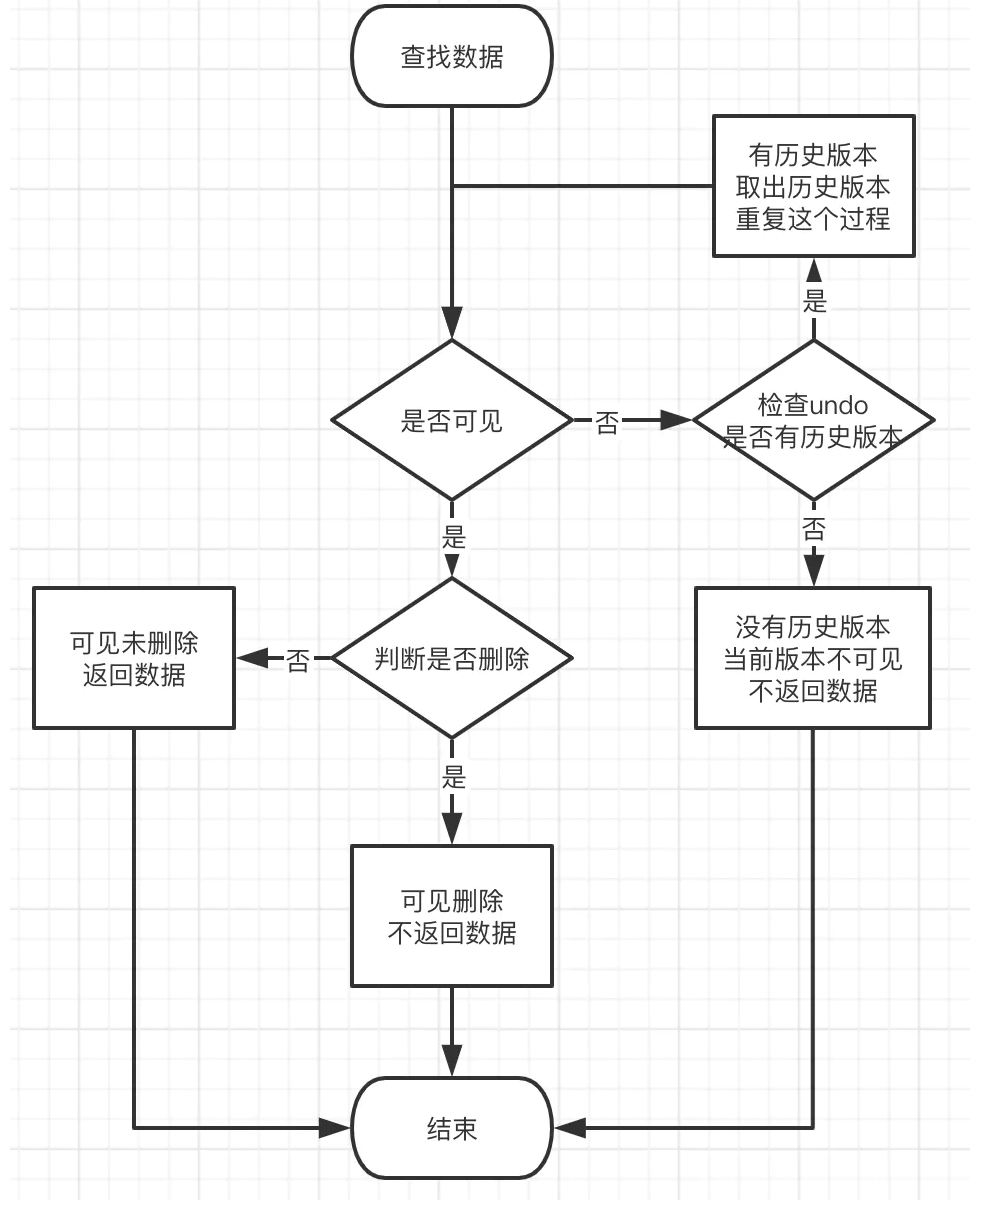 查找数据
有历史版本
取出历史版本
重复这个过程
是
是否可见
否
检查undo
是否有历史版本
是
否
可见未删除
返回数据
否
判断是否删除
没有历史版本
当前版本不可见
不返回数据
是
可见删除
不返回数据
结束